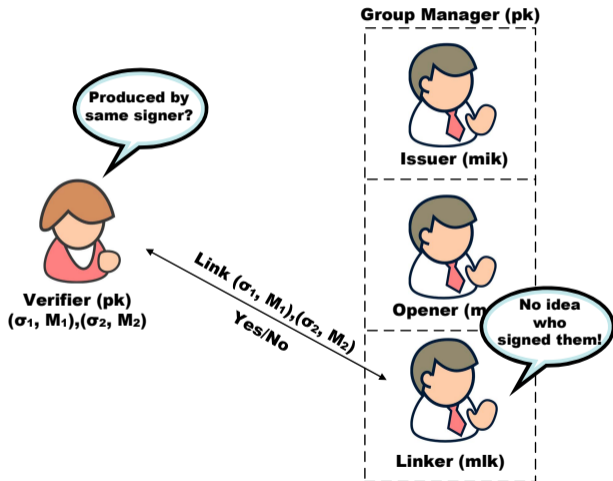 Group Manager (pk)
Produced by
same signer?
Issuer (mik)
Verifier (pk)
(σ₁, M₁),(σ₂, M₂)
Link (σ₁, M₁),(σ₂, M₂)
Yes/No
Opener (m
No idea
who
signed them!
Linker (mlk)